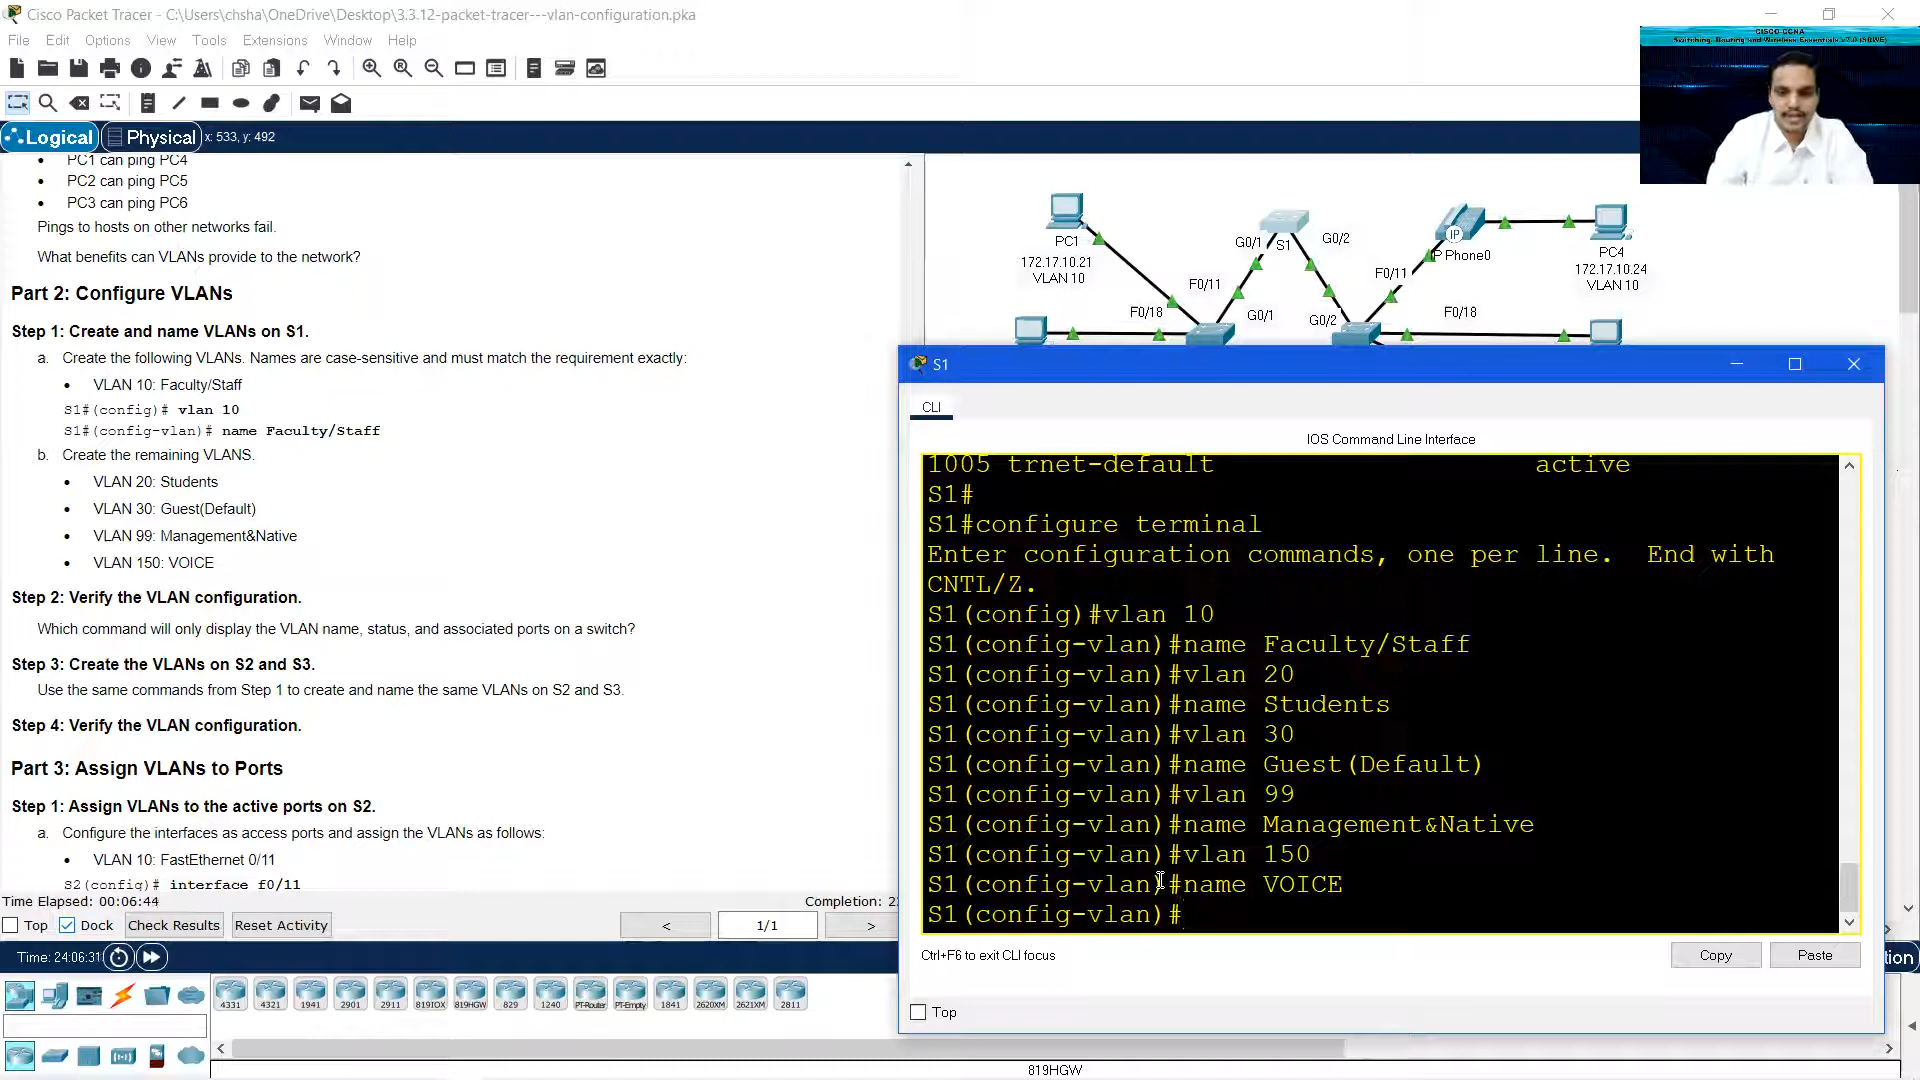 Cisco Packet Tracer - C:\Users\chsha\OneDrive\Desktop\3.3.12-packet-tracer---vlan-configuration.pka
File Edit Options View Tools Extensions Window Help
CISCO CCNA
Switching, Routing and Wireless Essentials v7.0 (SRWE)
Logical Physical x: 533, y: 492
• PC1 can ping PC4
• PC2 can ping PC5
• PC3 can ping PC6
Pings to hosts on other networks fail.
What benefits can VLANs provide to the network?
Part 2: Configure VLANs
Step 1: Create and name VLANs on S1.
a. Create the following VLANs. Names are case-sensitive and must match the requirement exactly:
• VLAN 10: Faculty/Staff
S1#(config)# vlan 10
S1#(config-vlan)# name Faculty/Staff
b. Create the remaining VLANS.
• VLAN 20: Students
• VLAN 30: Guest(Default)
• VLAN 99: Management&Native
• VLAN 150: VOICE
Step 2: Verify the VLAN configuration.
Which command will only display the VLAN name, status, and associated ports on a switch?
Step 3: Create the VLANs on S2 and S3.
Use the same commands from Step 1 to create and name the same VLANs on S2 and S3.
Step 4: Verify the VLAN configuration.
Part 3: Assign VLANs to Ports
Step 1: Assign VLANs to the active ports on S2.
a. Configure the interfaces as access ports and assign the VLANs as follows:
• VLAN 10: FastEthernet 0/11
S2(config)# interface f0/11
Time Elapsed: 00:06:44 Completion: 2
Top Dock Check Results Reset Activity < 1/1 >
Time: 24:06:31
PC1
172.17.10.21
VLAN 10
G0/1 S1 G0/2
IP
IP Phone0
PC4
172.17.10.24
VLAN 10
F0/11
F0/11
F0/18
G0/1
G0/2
F0/18
S1
CLI
IOS Command Line Interface
1005 trnet-default active
S1#
S1#configure terminal
Enter configuration commands, one per line. End with
CNTL/Z.
S1(config)#vlan 10
S1(config-vlan)#name Faculty/Staff
S1(config-vlan)#vlan 20
S1(config-vlan)#name Students
S1(config-vlan)#vlan 30
S1(config-vlan)#name Guest(Default)
S1(config-vlan)#vlan 99
S1(config-vlan)#name Management&Native
S1(config-vlan)#vlan 150
S1(config-vlan)#name VOICE
S1(config-vlan)#
Ctrl+F6 to exit CLI focus
Copy Paste
Top
tion
4331 4321 1941 2901 2911 819IOX 819HGW 829 1240 PT-Router PT-Empty 1841 2620XM 2621XM 2811
819HGW